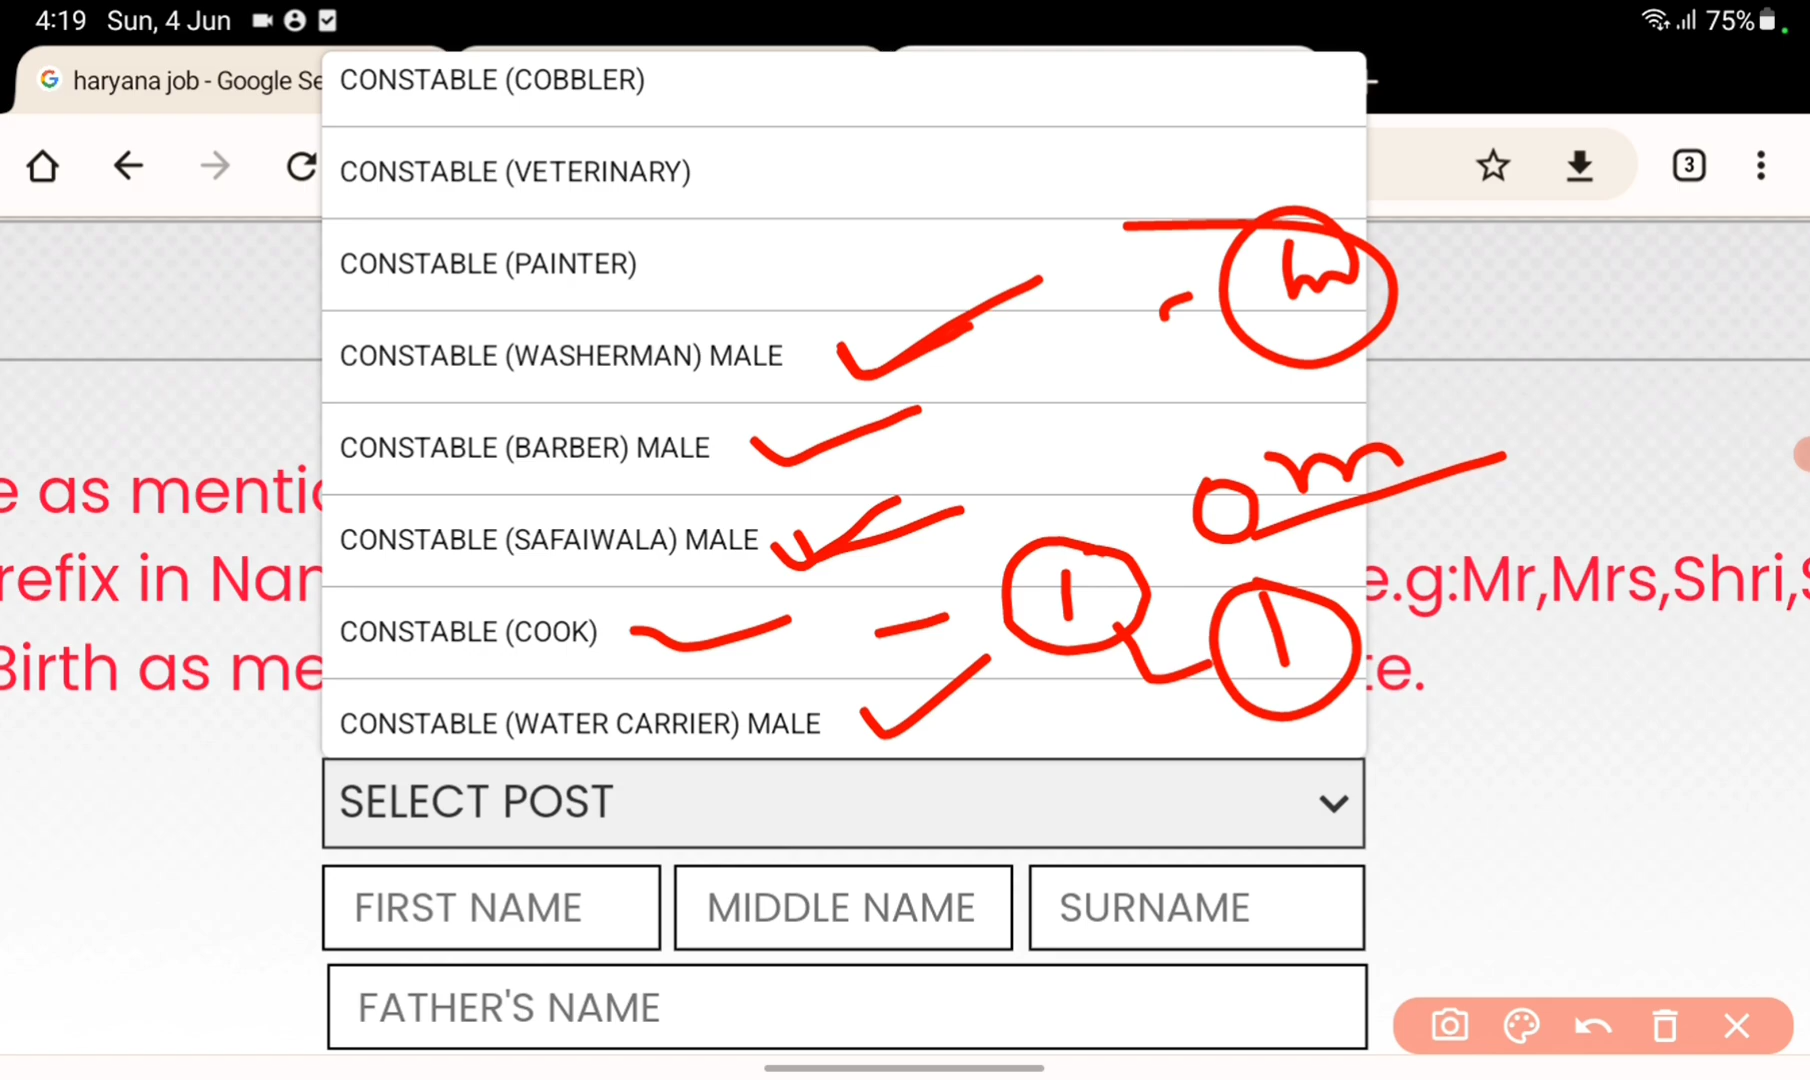 4:19 Sun, 4 Jun 75%
haryana job - Google Se
3
CONSTABLE (COBBLER)
CONSTABLE (VETERINARY)
CONSTABLE (PAINTER)
CONSTABLE (WASHERMAN) MALE
CONSTABLE (BARBER) MALE
CONSTABLE (SAFAIWALA) MALE
CONSTABLE (COOK)
CONSTABLE (WATER CARRIER) MALE
e as mentic
refix in Nar e.g:Mr,Mrs,Shri,S
Birth as me te.
SELECT POST
FIRST NAME MIDDLE NAME SURNAME
FATHER'S NAME